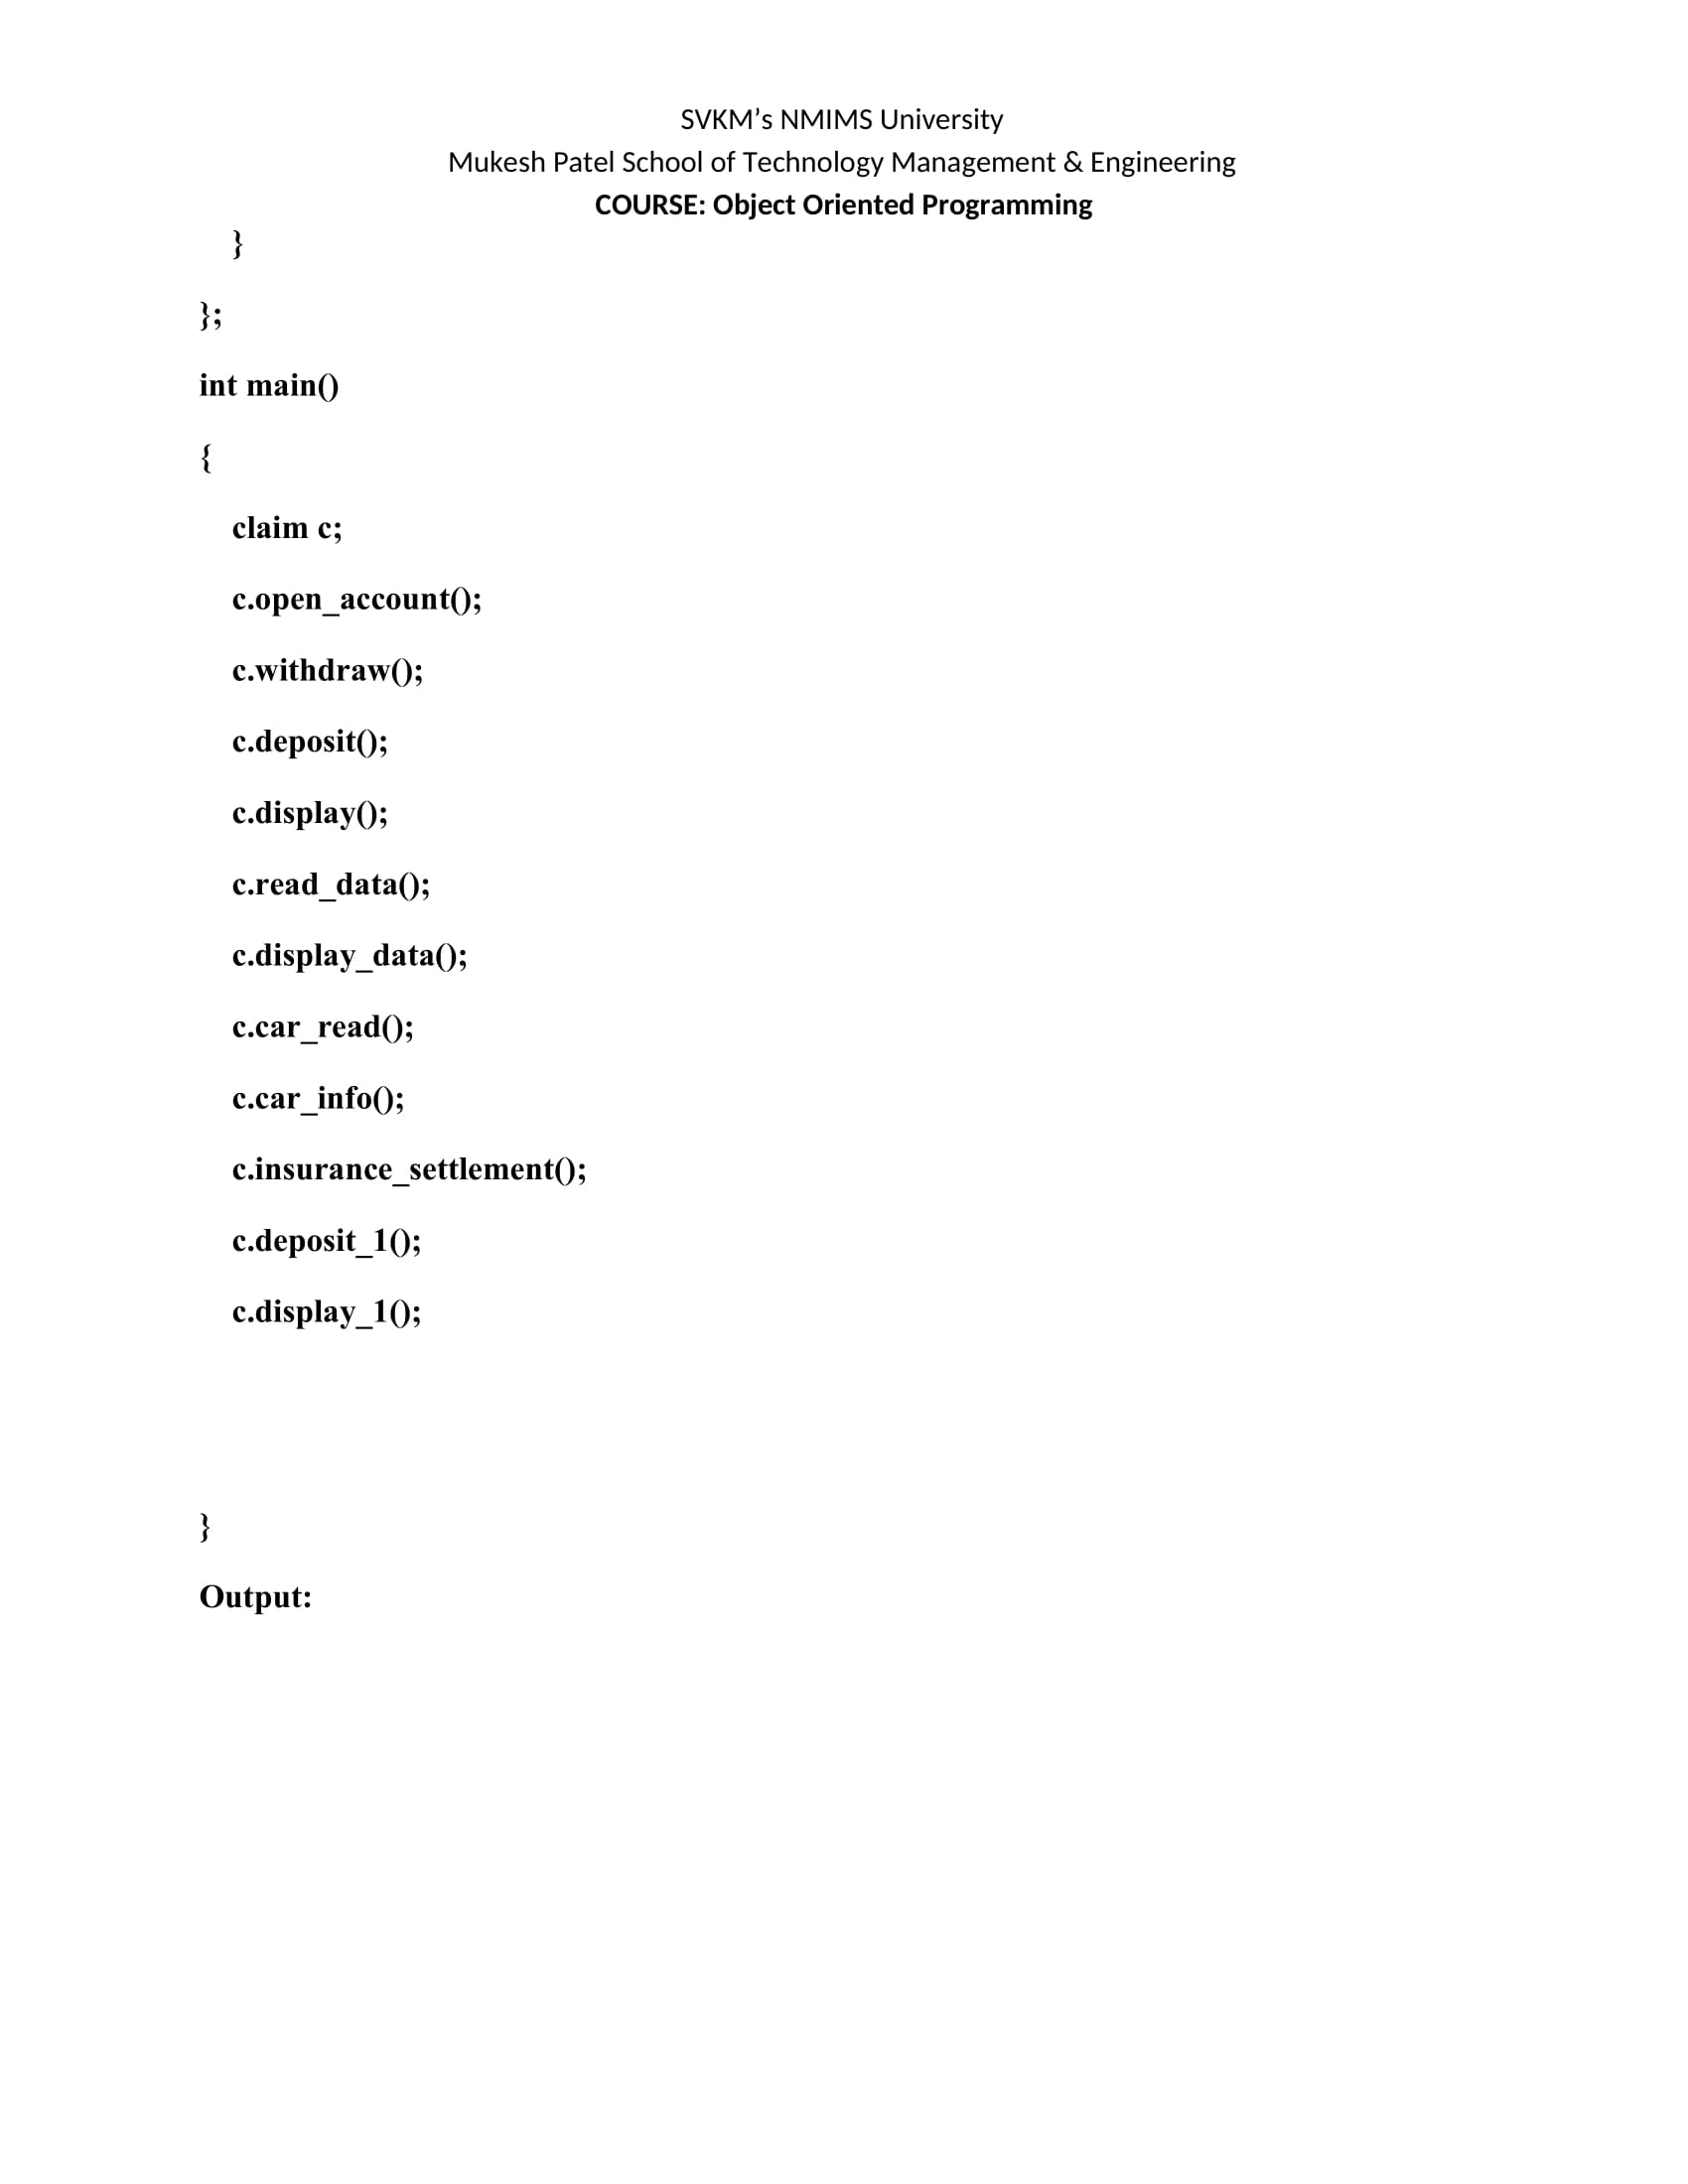 SVKM’s NMIMS University
Mukesh Patel School of Technology Management & Engineering
COURSE: Object Oriented Programming
}
};
int main()
{
claim c;
c.open_account();
c.withdraw();
c.deposit();
c.display();
c.read_data();
c.display_data();
c.car_read();
c.car_info();
c.insurance_settlement();
c.deposit_1();
c.display_1();
}
Output: